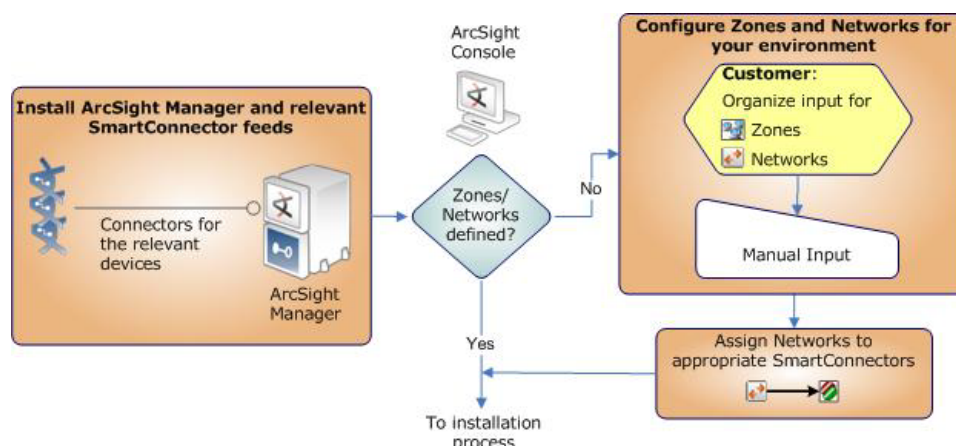 Install ArcSight Manager and relevant
SmartConnector feeds
Connectors for
the relevant
devices
ArcSight
Manager
ArcSight
Console
Zones/
Networks
defined?
No
Yes
Configure Zones and Networks for
your environment
Customer:
Organize input for
Zones
Networks
Manual Input
Assign Networks to
appropriate SmartConnectors
To installation
process